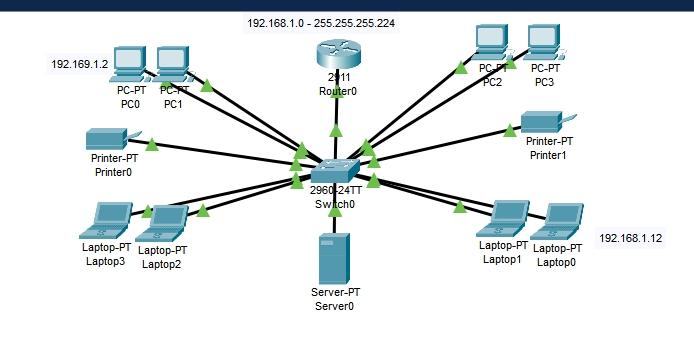 192.168.1.0 - 255.255.255.224
192.169.1.2
2911
Router0
PC-PT
PC0
PC-PT
PC1
PC-PT
PC2
PC-PT
PC3
Printer-PT
Printer0
Printer-PT
Printer1
2960-24TT
Switch0
Laptop-PT
Laptop3
Laptop-PT
Laptop2
Laptop-PT
Laptop1
Laptop-PT
Laptop0
192.168.1.12
Server-PT
Server0